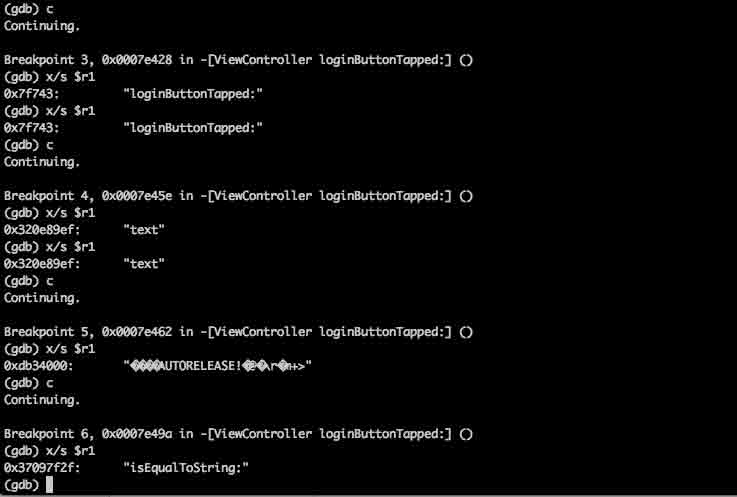 (gdb) c
Continuing.
Breakpoint 3, 0x0007e428 in -[ViewController loginButtonTapped:] ()
(gdb) x/s $r1
0x7f743: "loginButtonTapped:"
(gdb) x/s $r1
0x7f743: "loginButtonTapped:"
(gdb) c
Continuing.
Breakpoint 4, 0x0007e45e in -[ViewController loginButtonTapped:] ()
(gdb) x/s $r1
0x320e89ef: "text"
(gdb) x/s $r1
0x320e89ef: "text"
(gdb) c
Continuing.
Breakpoint 5, 0x0007e462 in -[ViewController loginButtonTapped:] ()
(gdb) x/s $r1
0xdb34000: "����AUTORELEASE!�@�\r�m+>"
(gdb) c
Continuing.
Breakpoint 6, 0x0007e49a in -[ViewController loginButtonTapped:] ()
(gdb) x/s $r1
0x37097f2f: "isEqualToString:"
(gdb)